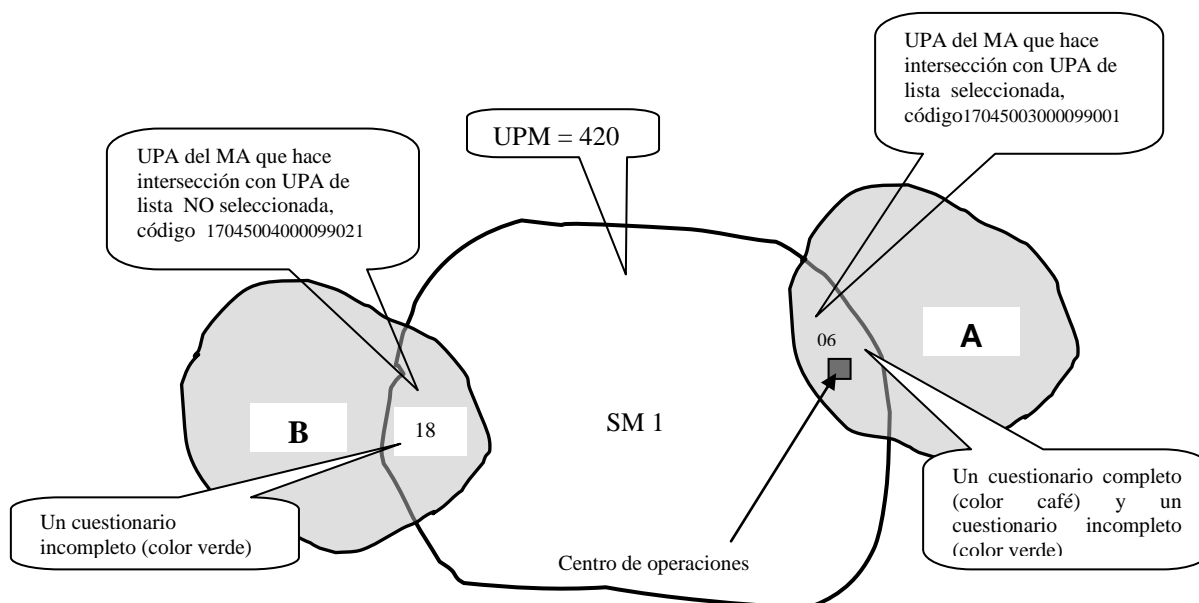 UPA del MA que hace
intersección con UPA de
lista seleccionada,
código17045003000099001
UPM = 420
UPA del MA que hace
intersección con UPA de
lista NO seleccionada,
código 17045004000099021
06
A
B
18
SM 1
Un cuestionario
incompleto (color verde)
Centro de operaciones
Un cuestionario completo
(color café) y un
cuestionario incompleto
(color verde)